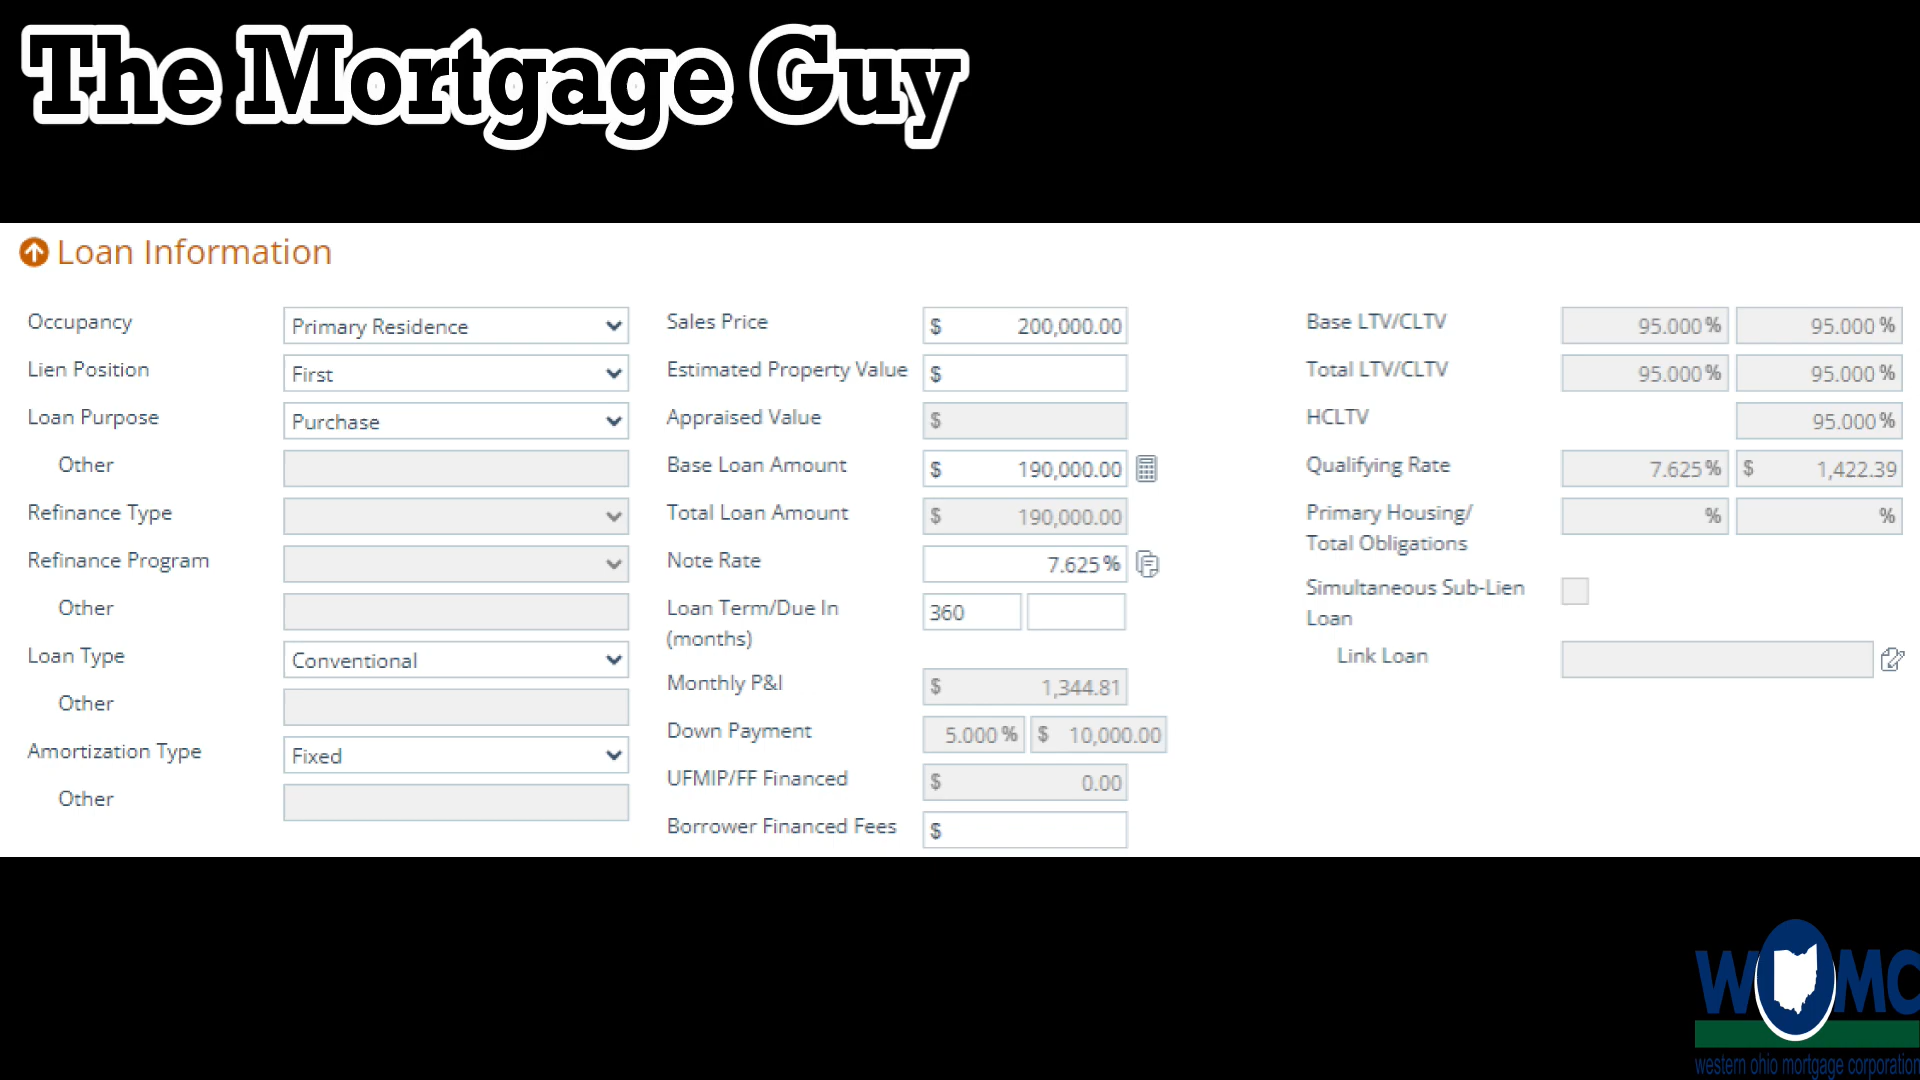 The Mortgage Guy
Loan Information
Occupancy
Primary Residence
Lien Position
First
Loan Purpose
Purchase
Other
Refinance Type
Refinance Program
Other
Loan Type
Conventional
Other
Amortization Type
Fixed
Other
Sales Price
$ 200,000.00
Estimated Property Value
$
Appraised Value
$
Base Loan Amount
$ 190,000.00
Total Loan Amount
$ 190,000.00
Note Rate
7.625%
Loan Term/Due In
(months)
360
Monthly P&I
$ 1,344.81
Down Payment
5.000% $ 10,000.00
UFMIP/FF Financed
$ 0.00
Borrower Financed Fees
$
Base LTV/CLTV
95.000% 95.000%
Total LTV/CLTV
95.000% 95.000%
HCLTV
95.000%
Qualifying Rate
7.625% $ 1,422.39
Primary Housing/
Total Obligations
% %
Simultaneous Sub-Lien
Loan
Link Loan
WOMC
western ohio mortgage corporation